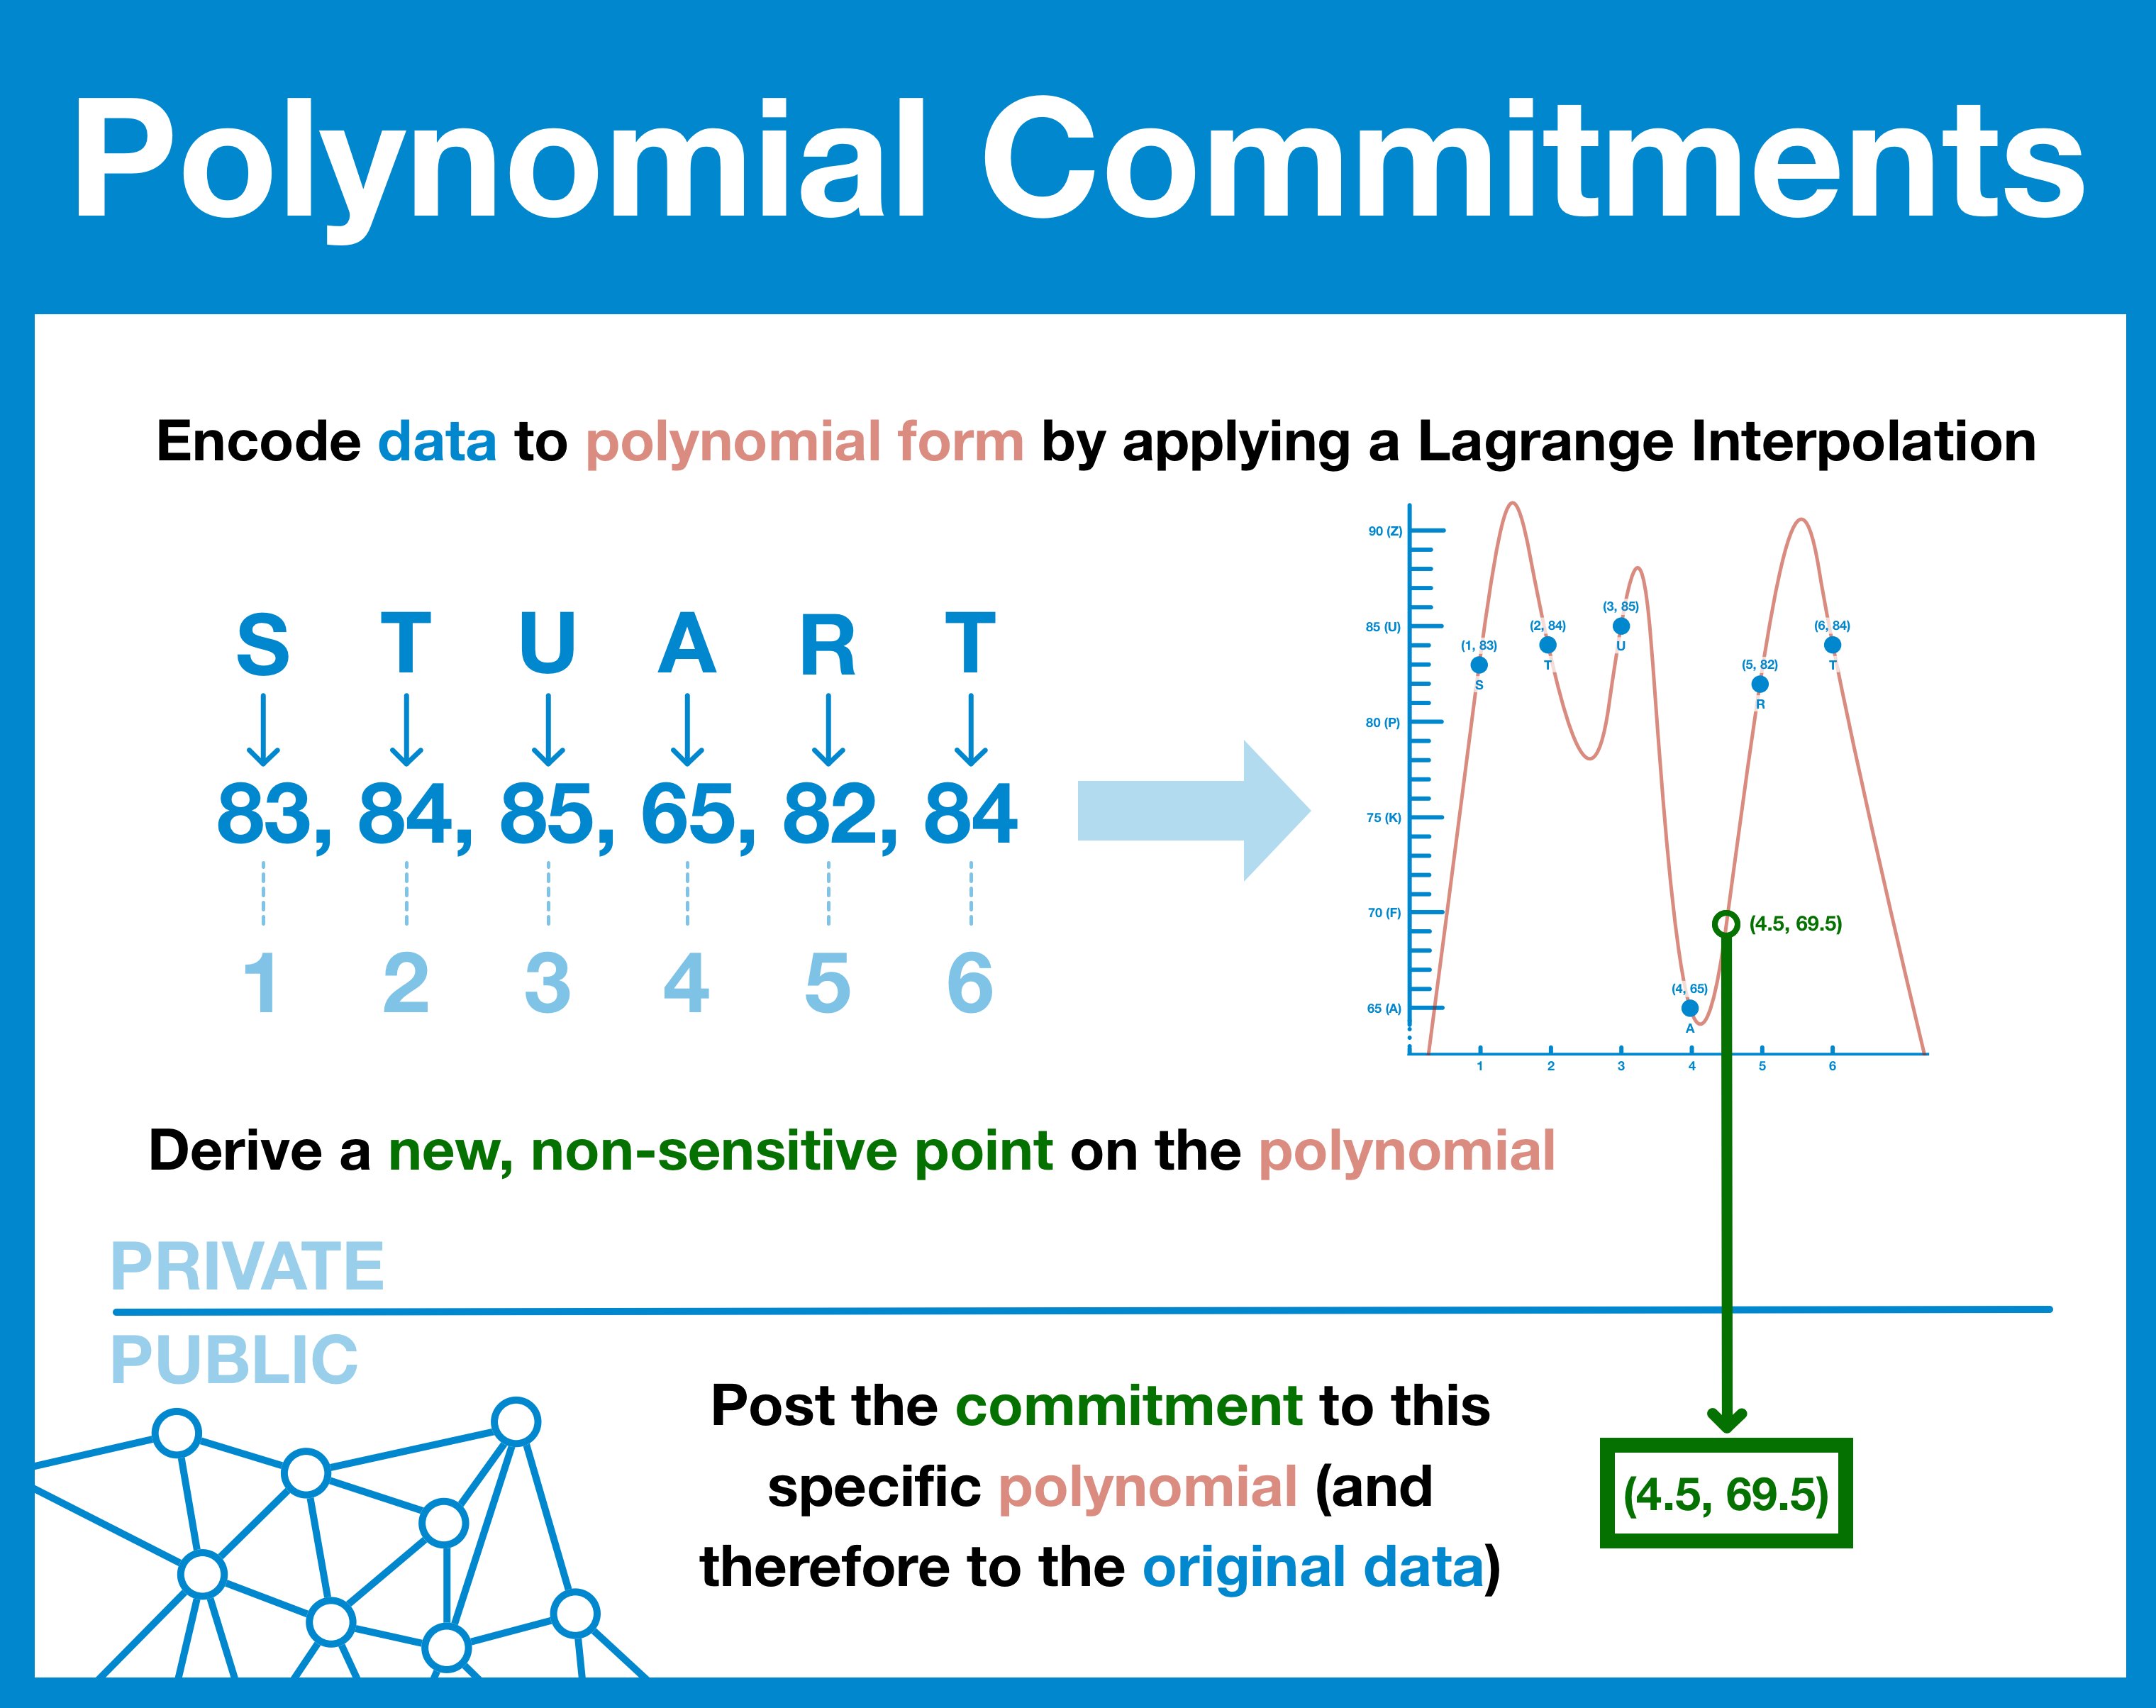 Polynomial Commitments
Encode data to polynomial form by applying a Lagrange Interpolation
S T U A R T
83, 84, 85, 65, 82, 84
1 2 3 4 5 6
90 (Z)
85 (U)
80 (P)
75 (K)
70 (F)
65 (A)
(1, 83)
S
(2, 84)
T
(3, 85)
U
(4, 65)
A
(5, 82)
R
(6, 84)
T
(4.5, 69.5)
1 2 3 4 5 6
Derive a new, non-sensitive point on the polynomial
PRIVATE
PUBLIC
Post the commitment to this
specific polynomial (and
therefore to the original data)
(4.5, 69.5)